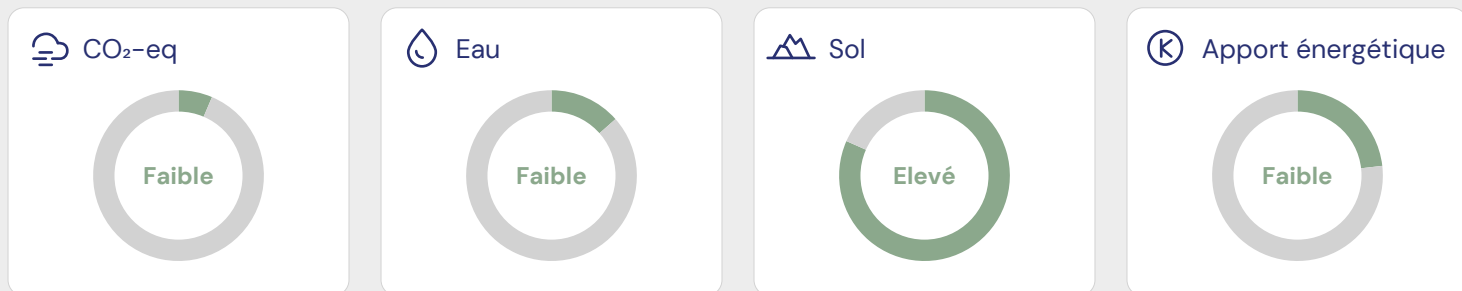 CO₂-eq
Faible
Eau
Faible
Sol
Elevé
Apport énergétique
Faible